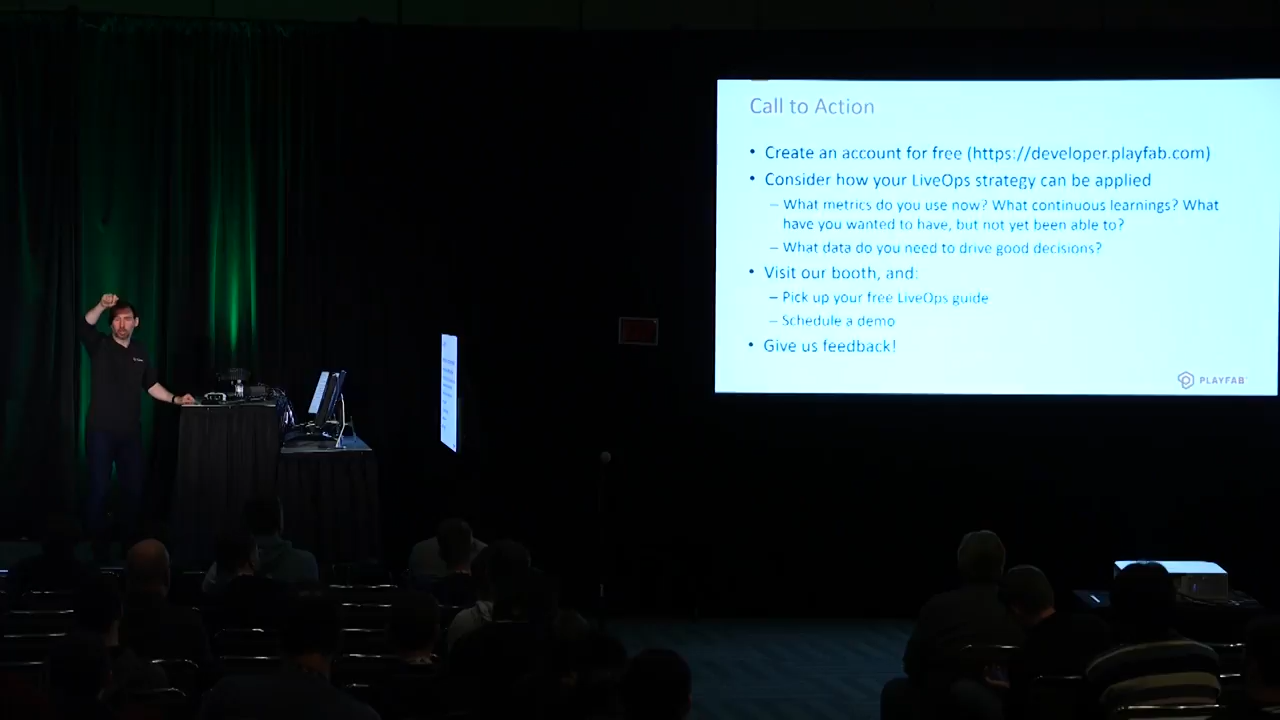 Call to Action
• Create an account for free (https://developer.playfab.com)
• Consider how your LiveOps strategy can be applied
– What metrics do you use now? What continuous learnings? What
have you wanted to have, but not yet been able to?
– What data do you need to drive good decisions?
• Visit our booth, and:
– Pick up your free LiveOps guide
– Schedule a demo
• Give us feedback!
PLAYFAB